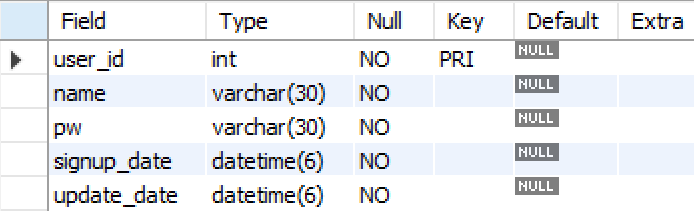 Field Type Null Key Default Extra
user_id int NO PRI NULL
name varchar(30) NO NULL
pw varchar(30) NO NULL
signup_date datetime(6) NO NULL
update_date datetime(6) NO NULL